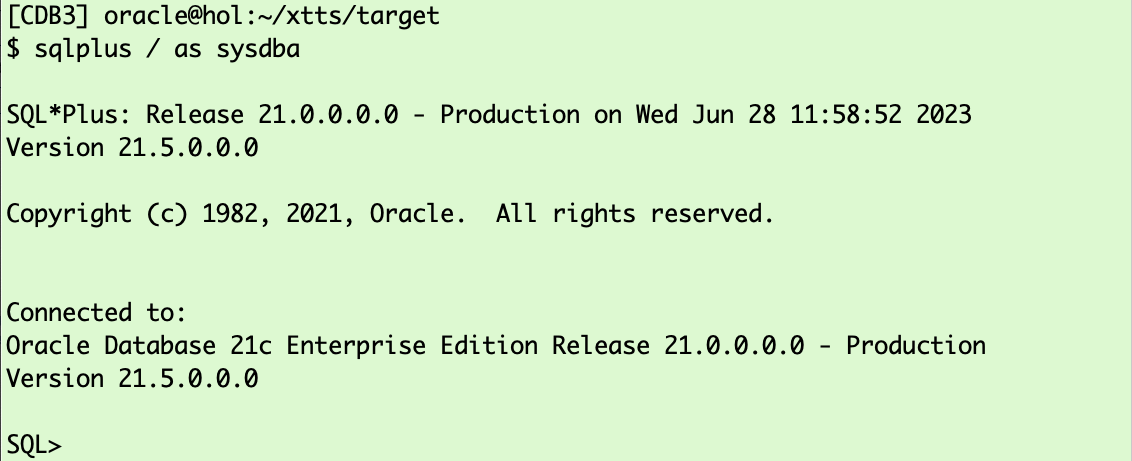 [CDB3] oracle@hol:~/xtts/target
$ sqlplus / as sysdba
SQL*Plus: Release 21.0.0.0.0 - Production on Wed Jun 28 11:58:52 2023
Version 21.5.0.0.0
Copyright (c) 1982, 2021, Oracle.  All rights reserved.
Connected to:
Oracle Database 21c Enterprise Edition Release 21.0.0.0.0 - Production
Version 21.5.0.0.0
SQL>